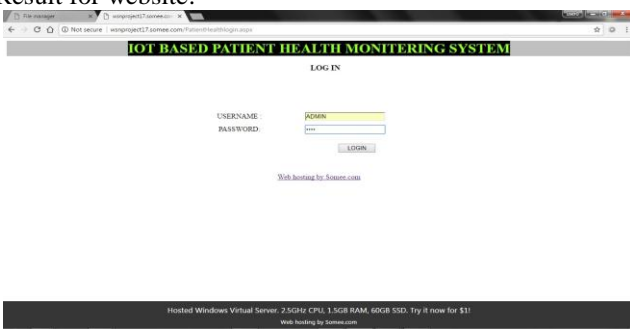 Result for website:
File manager wsnproject17.somee.com
Not secure | wsnproject17.somee.com/PatientHealthlogin.aspx
IOT BASED PATIENT HEALTH MONITERING SYSTEM
LOG IN
USERNAME ADMIN
PASSWORD ••••
LOGIN
Web hosting by Somee.com
Hosted Windows Virtual Server. 2.5GHz CPU, 1.5GB RAM, 60GB SSD. Try it now for $1!
Web hosting by Somee.com